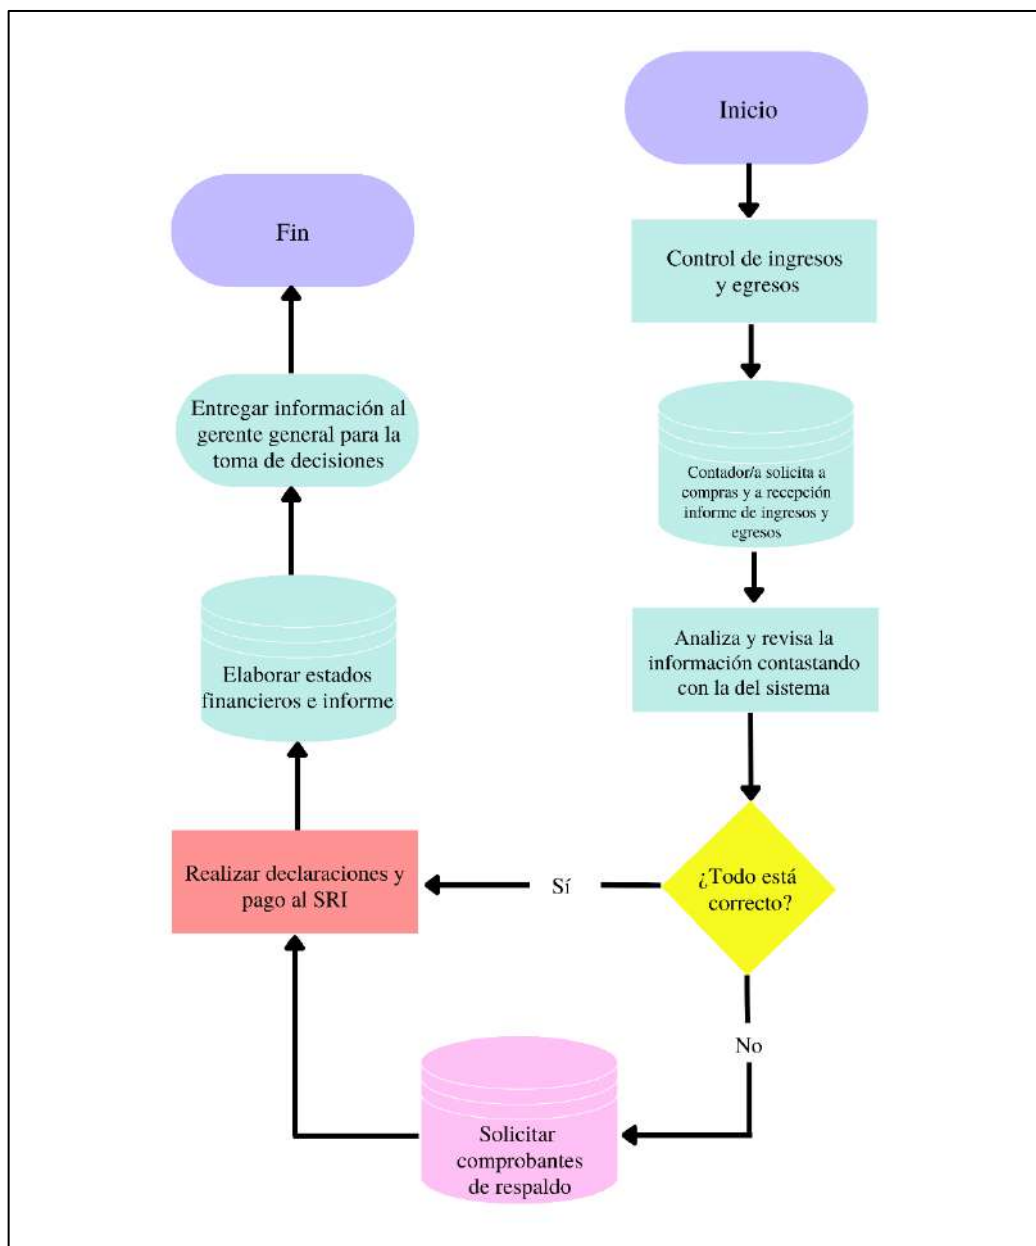 Inicio
Control de ingresos
y egresos
Contador/a solicita a
compras y a recepción
informe de ingresos y
egresos
Analiza y revisa la
información contastando
con la del sistema
¿Todo está
correcto?
Sí
No
Solicitar
comprobantes
de respaldo
Realizar declaraciones y
pago al SRI
Elaborar estados
financieros e informe
Entregar información al
gerente general para la
toma de decisiones
Fin